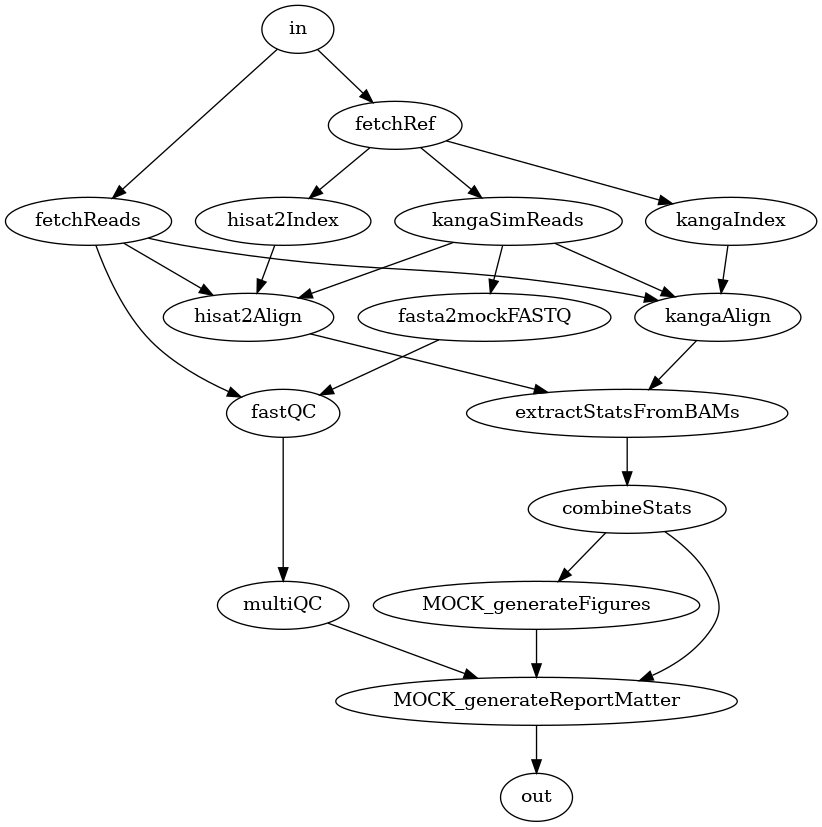 in
fetchRef
fetchReads
hisat2Index
kangaSimReads
kangaIndex
hisat2Align
fasta2mockFASTQ
kangaAlign
fastQC
extractStatsFromBAMs
combineStats
multiQC
MOCK_generateFigures
MOCK_generateReportMatter
out